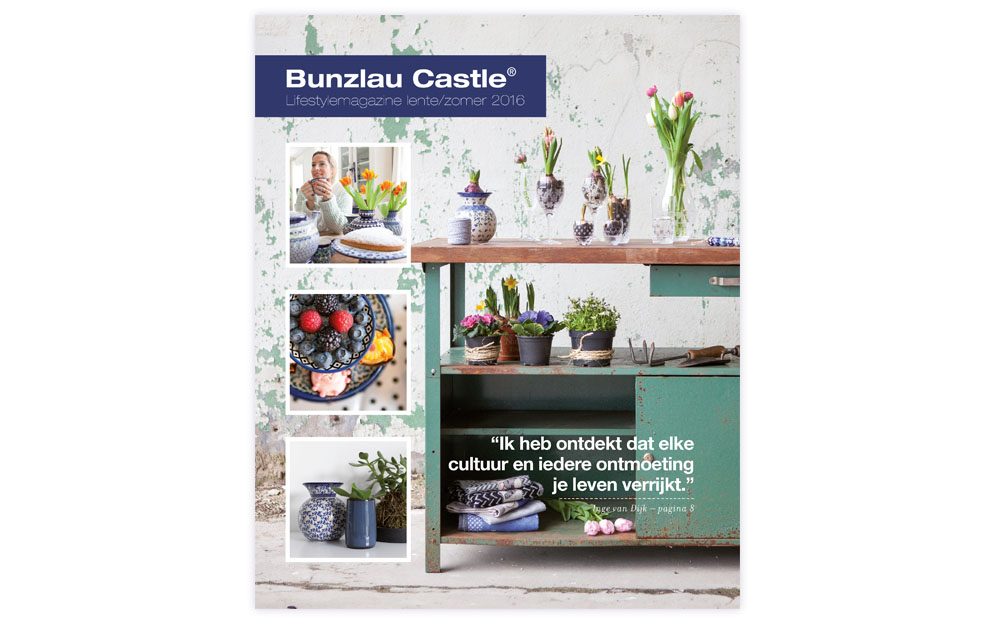 Bunzlau Castle®
Lifestylemagazine lente/zomer 2016
“Ik heb ontdekt dat elke
cultuur en iedere ontmoeting
je leven verrijkt.”
Inge van Dijk – pagina 8